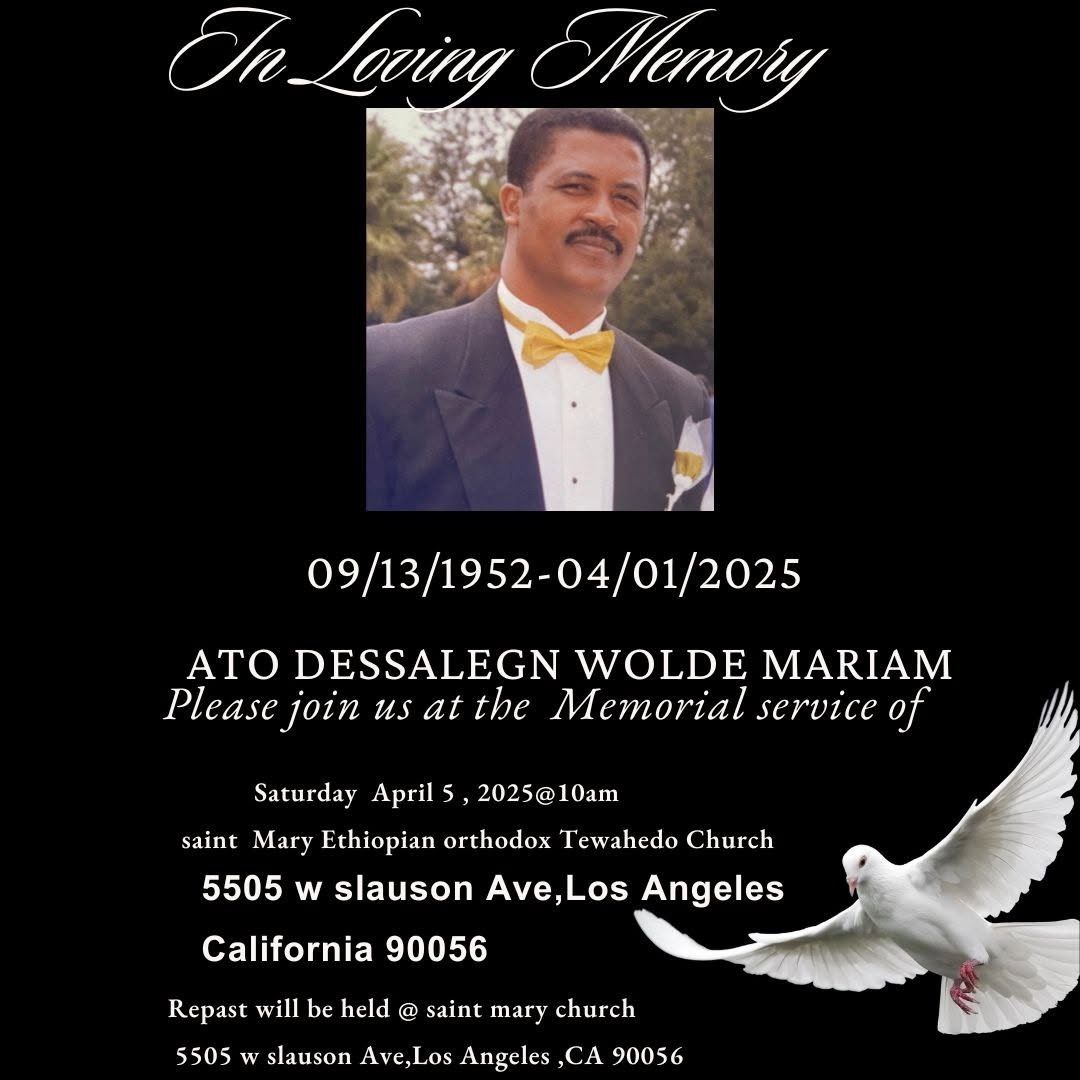 In Loving Memory
09/13/1952-04/01/2025
ATO DESSALEGN WOLDE MARIAM
Please join us at the Memorial service of
Saturday April 5 , 2025@10am
saint Mary Ethiopian orthodox Tewahedo Church
5505 w slauson Ave,Los Angeles
California 90056
Repast will be held @ saint mary church
5505 w slauson Ave,Los Angeles ,CA 90056